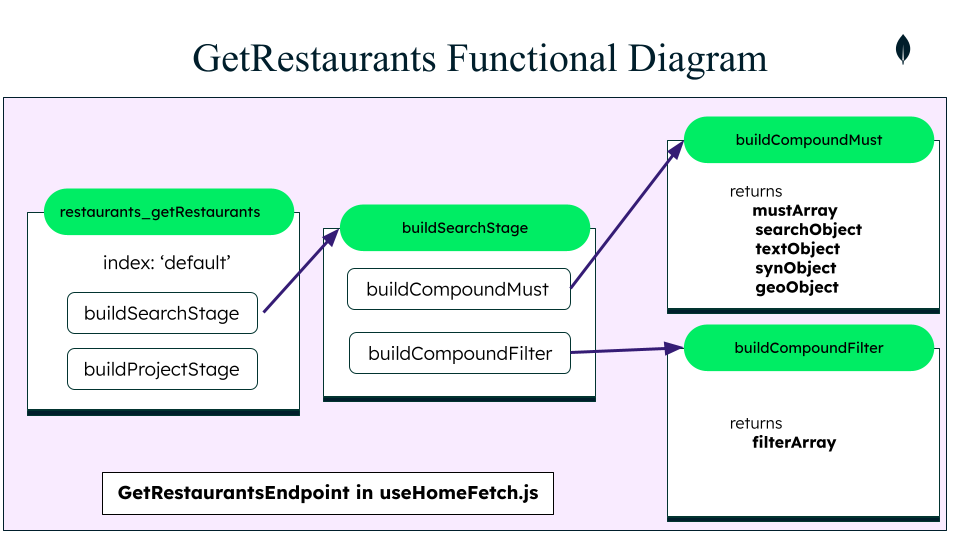 GetRestaurants Functional Diagram
restaurants_getRestaurants
index: ‘default’
buildSearchStage
buildProjectStage
buildSearchStage
buildCompoundMust
buildCompoundFilter
buildCompoundMust
returns
mustArray
searchObject
textObject
synObject
geoObject
buildCompoundFilter
returns
filterArray
GetRestaurantsEndpoint in useHomeFetch.js